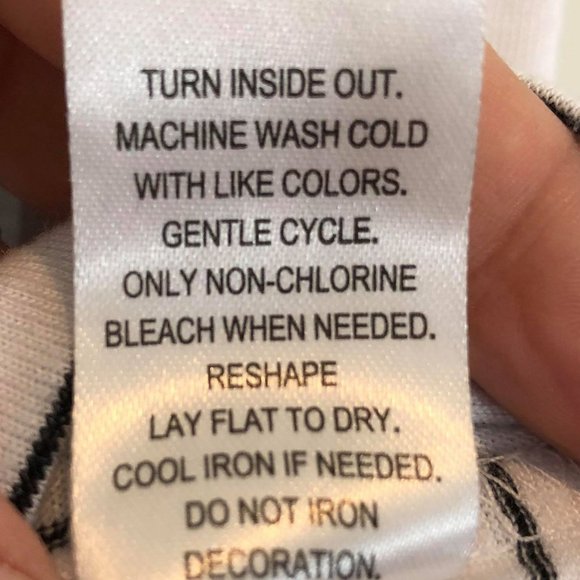 TURN INSIDE OUT.
MACHINE WASH COLD
WITH LIKE COLORS.
GENTLE CYCLE.
ONLY NON-CHLORINE
BLEACH WHEN NEEDED.
RESHAPE
LAY FLAT TO DRY.
COOL IRON IF NEEDED.
DO NOT IRON
DECORATION.